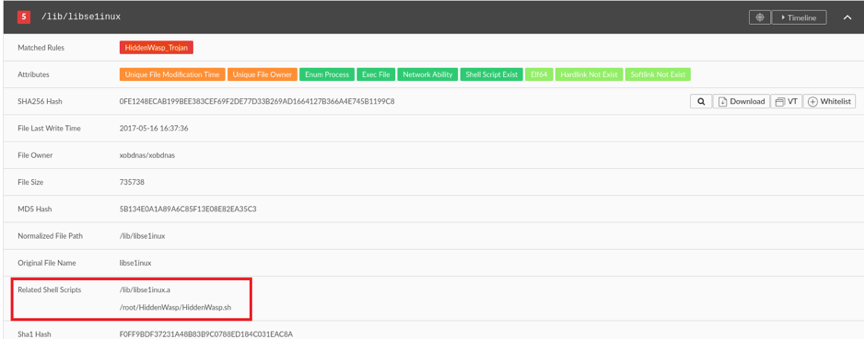 5 /lib/libse1inux Timeline
Matched Rules HiddenWasp_Trojan
Attributes Unique File Modification Time Unique File Owner Enum Process Exec File Network Ability Shell Script Exist Elf64 Hardlink Not Exist Softlink Not Exist
SHA256 Hash 0FE1248ECAB199BEE383CEF69F2DE77D33B269AD1664127B366A4E745B1199C8 Download VT Whitelist
File Last Write Time 2017-05-16 16:37:36
File Owner xobdnas/xobdnas
File Size 735738
MD5 Hash 5B134E0A1A89A6C85F13E08E82EA35C3
Normalized File Path /lib/libse1inux
Original File Name libse1inux
Related Shell Scripts /lib/libse1inux.a
/root/HiddenWasp/HiddenWasp.sh
Sha1 Hash F0FF9BDF37231A48B83B9C0788ED184C031EAC8A